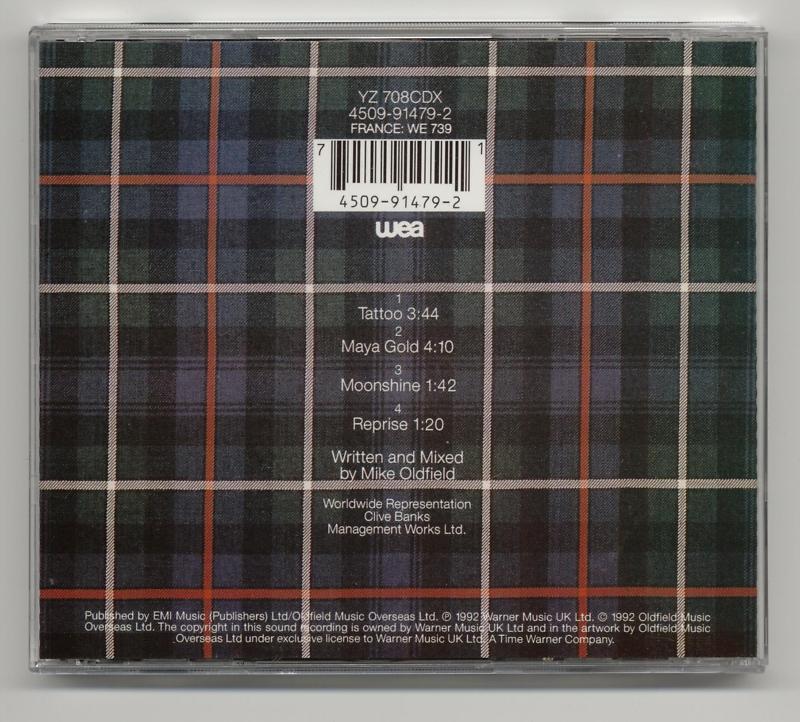 YZ 708CDX
4509-91479-2
FRANCE: WE 739
7 1
4509-91479-2
wea
1
Tattoo 3:44
2
Maya Gold 4:10
3
Moonshine 1:42
4
Reprise 1:20
Written and Mixed
by Mike Oldfield
Worldwide Representation
Clive Banks
Management Works Ltd.
Published by EMI Music (Publishers) Ltd/Oldfield Music Overseas Ltd. ℗ 1992 Warner Music UK Ltd. © 1992 Oldfield Music
Overseas Ltd. The copyright in this sound recording is owned by Warner Music UK Ltd and in the artwork by Oldfield Music
Overseas Ltd under exclusive license to Warner Music UK Ltd. A Time Warner Company.